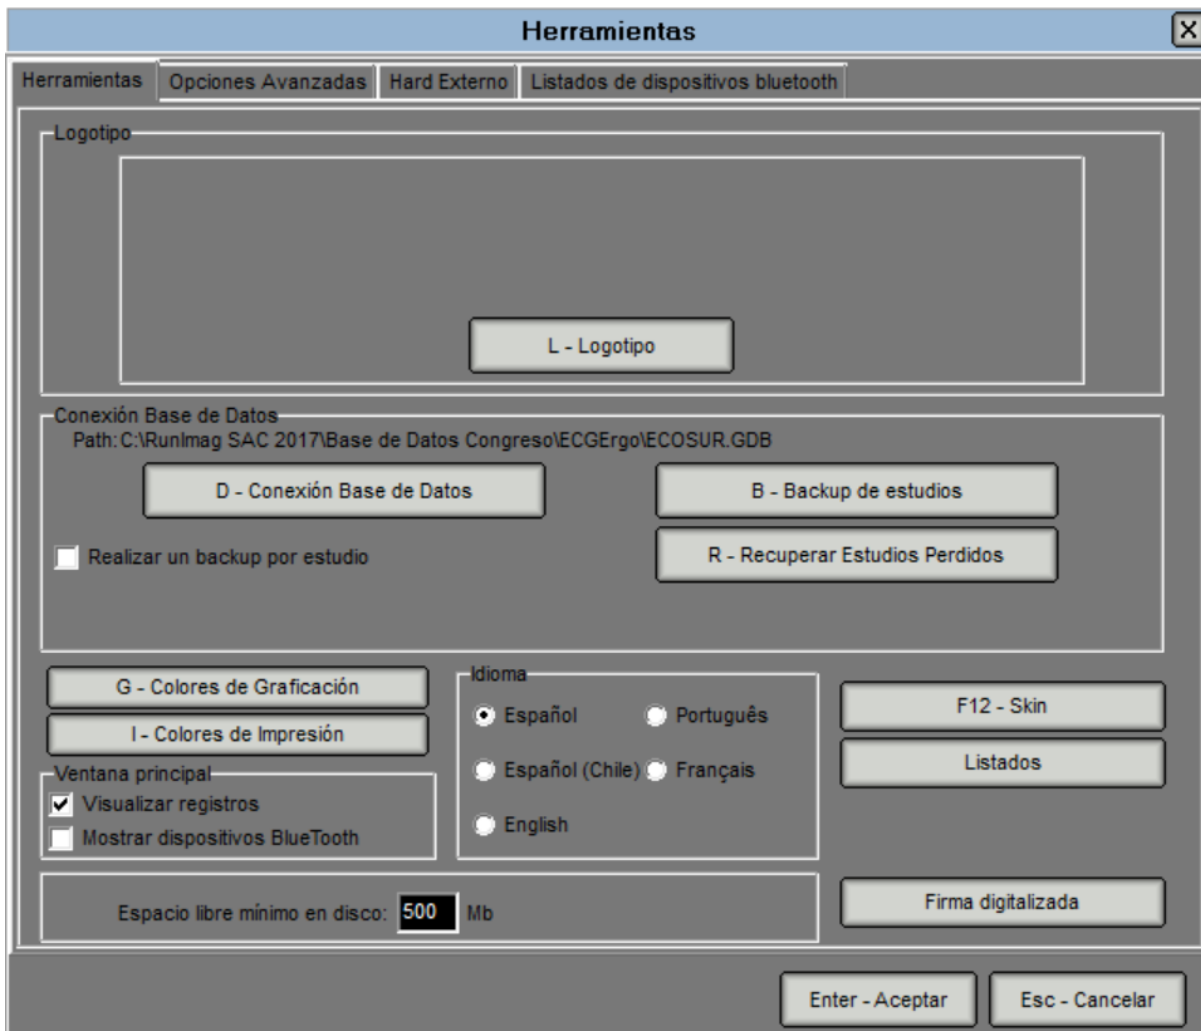 Herramientas
Herramientas Opciones Avanzadas Hard Externo Listados de dispositivos bluetooth
Logotipo
L - Logotipo
Conexión Base de Datos
Path: C:\RunImag SAC 2017\Base de Datos Congreso\ECGErgo\ECOSUR.GDB
D - Conexión Base de Datos
B - Backup de estudios
Realizar un backup por estudio
R - Recuperar Estudios Perdidos
G - Colores de Graficación
I - Colores de Impresión
Ventana principal
Visualizar registros
Mostrar dispositivos BlueTooth
Idioma
Español
Português
Español (Chile)
Français
English
F12 - Skin
Listados
Espacio libre mínimo en disco: 500 Mb
Firma digitalizada
Enter - Aceptar
Esc - Cancelar